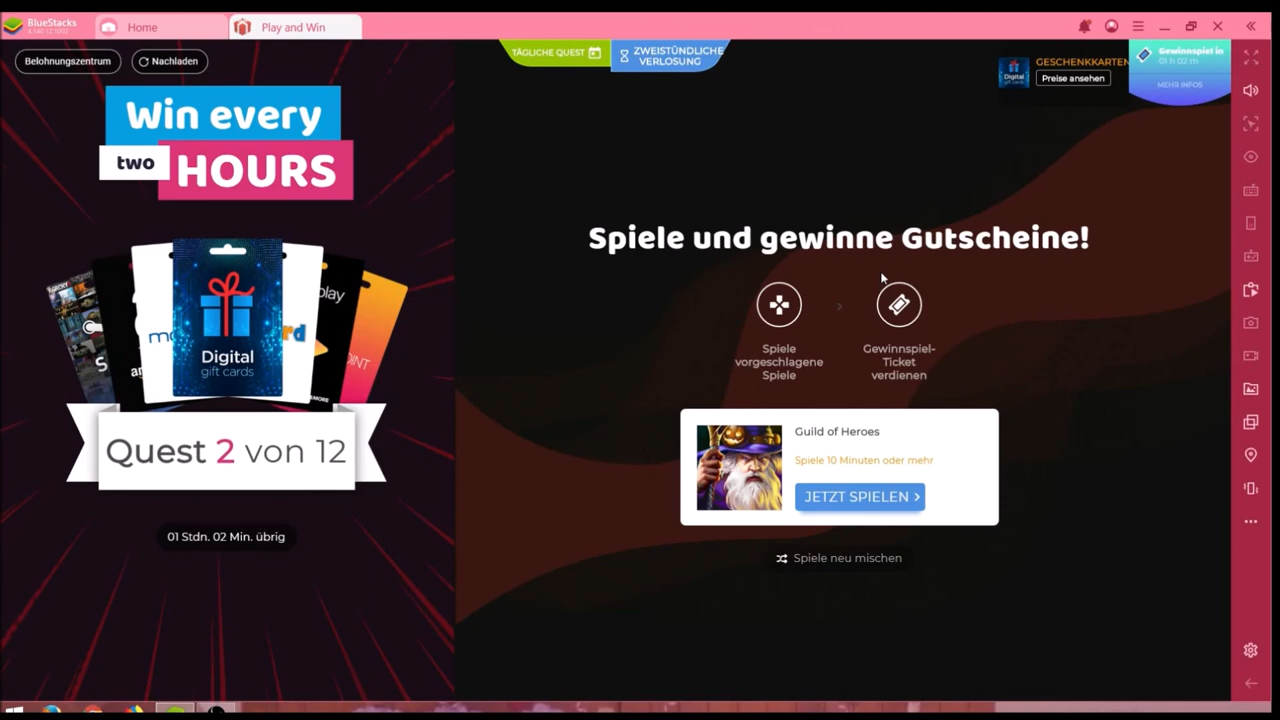 BlueStacks
Home
Play and Win
Belohnungszentrum
Nachladen
TÄGLICHE QUEST
ZWEISTÜNDLICHE
VERLOSUNG
GESCHENKKARTEN
Preise ansehen
Digital
Gewinnspiel in
01 h 02 m
MEHR INFOS
Win every
two
HOURS
Digital
gift cards
play
Quest 2 von 12
01 Stdn. 02 Min. übrig
Spiele und gewinne Gutscheine!
Spiele
vorgeschlagene
Spiele
Gewinnspiel-
Ticket
verdienen
Guild of Heroes
Spiele 10 Minuten oder mehr
JETZT SPIELEN
Spiele neu mischen